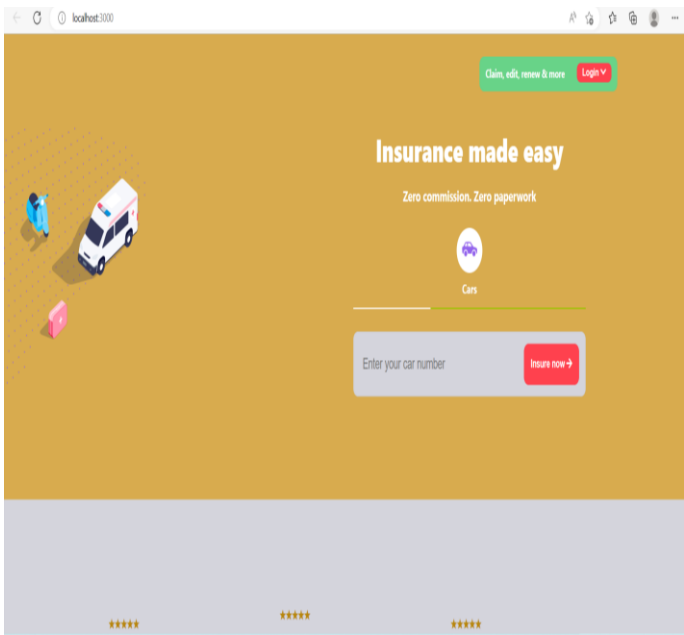 localhost:3000
Claim, edit, renew & more
Login
Insurance made easy
Zero commission. Zero paperwork
Cars
Enter your car number
Insure now→
★★★★★
★★★★★ ★★★★★